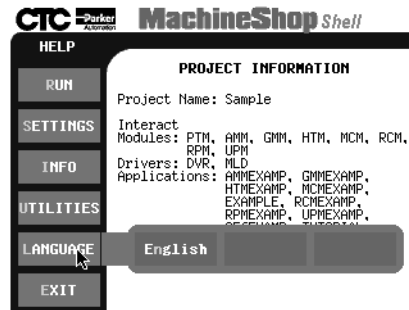 CTC Parker Automation MachineShop Shell
HELP
PROJECT INFORMATION
RUN
Project Name: Sample
SETTINGS
Interact
Modules: PTM, AMM, GMM, HTM, MCM, RCM,
RPM, UPM
INFO
Drivers: DVR, MLD
Applications: AMMEXAMP, GMMEXAMP,
HTMEXAMP, MCMEXAMP,
EXAMPLE, RCMEXAMP,
UTILITIES
RPMEXAMP, UPMEXAMP,
LANGUAGE
English
EXIT